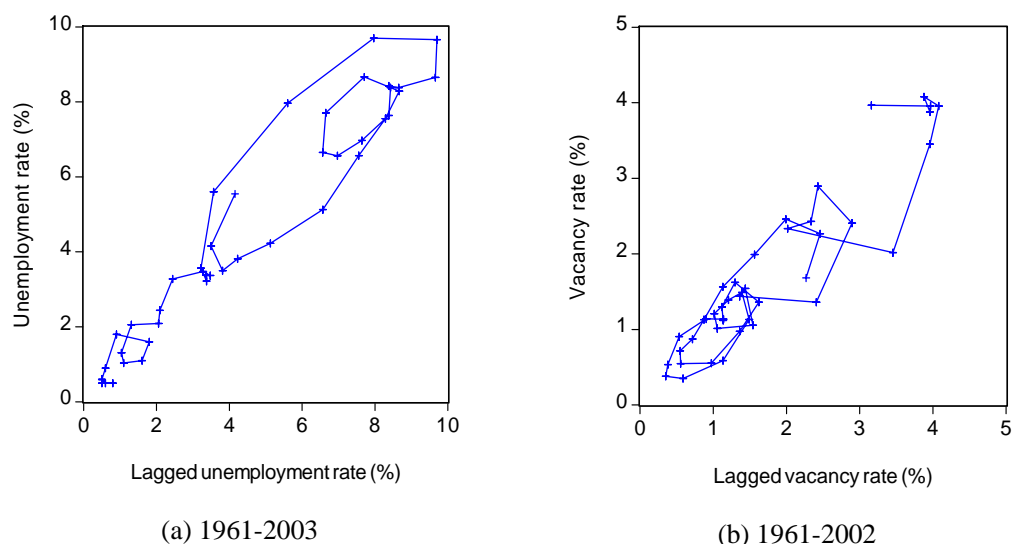 10
8
6
4
2
0
Unemployment rate (%)
0 2 4 6 8 10
Lagged unemployment rate (%)
(a) 1961-2003
5
4
3
2
1
0
Vacancy rate (%)
0 1 2 3 4 5
Lagged vacancy rate (%)
(b) 1961-2002